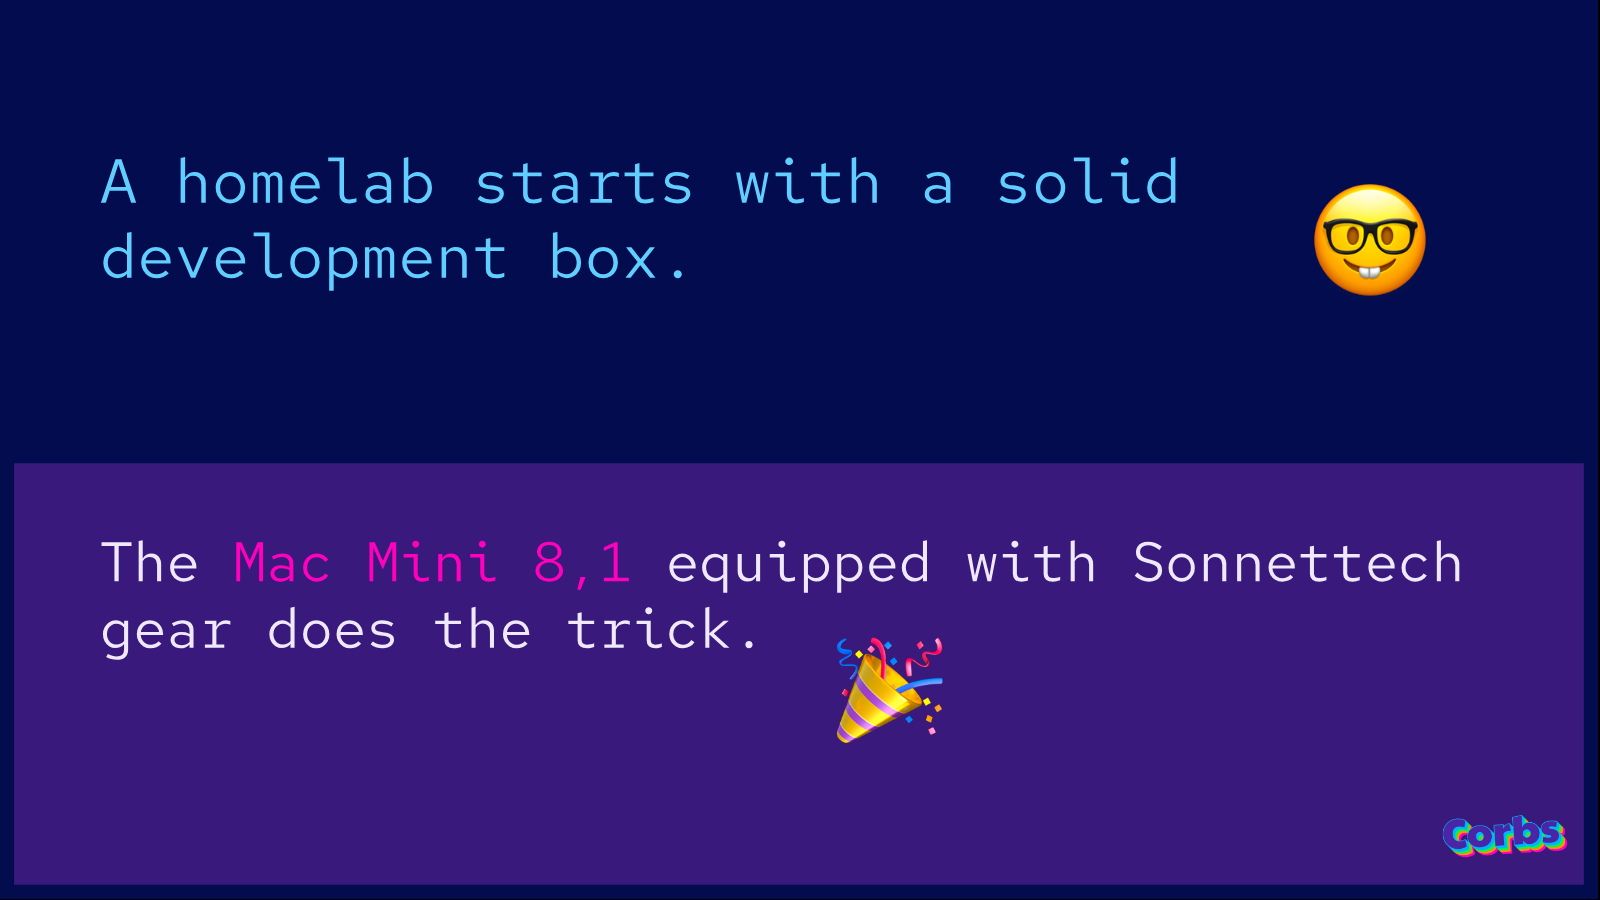 A homelab starts with a solid
development box.
The Mac Mini 8,1 equipped with Sonnettech
gear does the trick.
Corbs